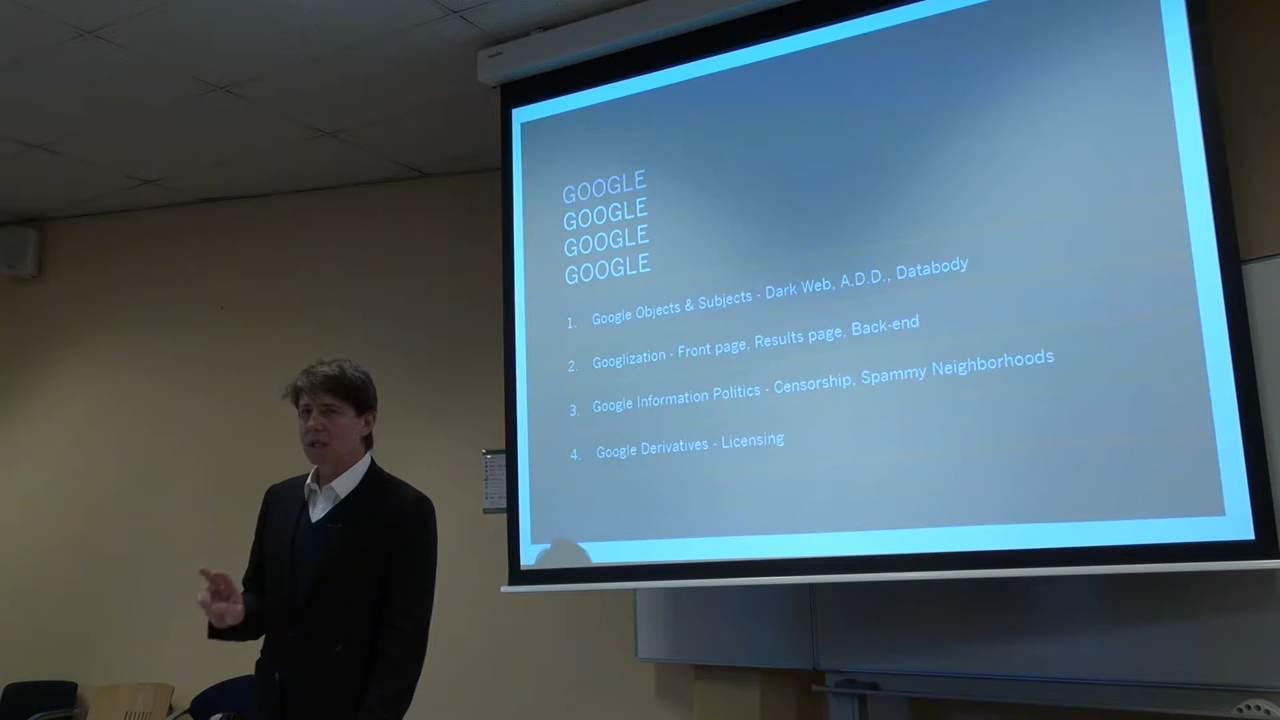 GOOGLE
GOOGLE
GOOGLE
GOOGLE
1. Google Objects & Subjects - Dark Web, A.D.D., Databody
2. Googlization - Front page, Results page, Back-end
3. Google Information Politics - Censorship, Spammy Neighborhoods
4. Google Derivatives - Licensing